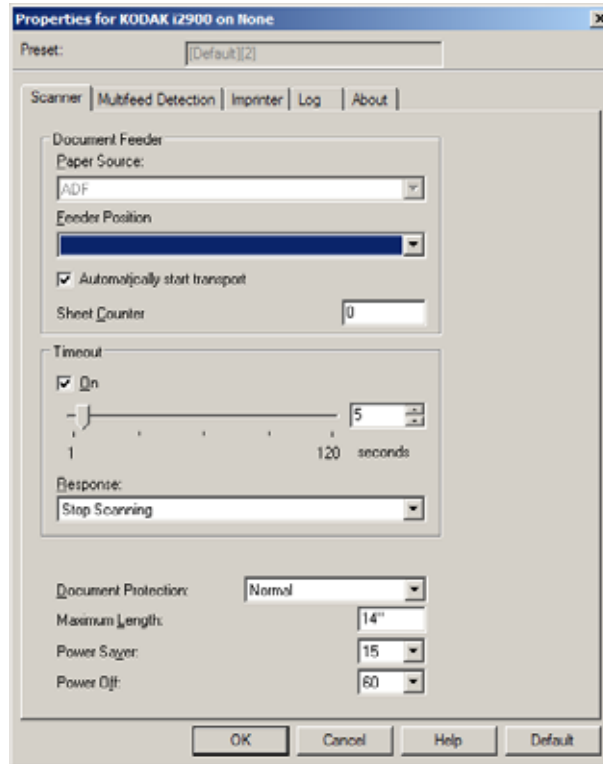 Properties for KODAK i2900 on None
Preset: [Default][2]
Scanner Multifeed Detection Imprinter Log About
Document Feeder
Paper Source:
ADF
Feeder Position
Automatically start transport
Sheet Counter 0
Timeout
On
5
1 120 seconds
Response:
Stop Scanning
Document Protection: Normal
Maximum Length: 14"
Power Saver: 15
Power Off: 60
OK Cancel Help Default